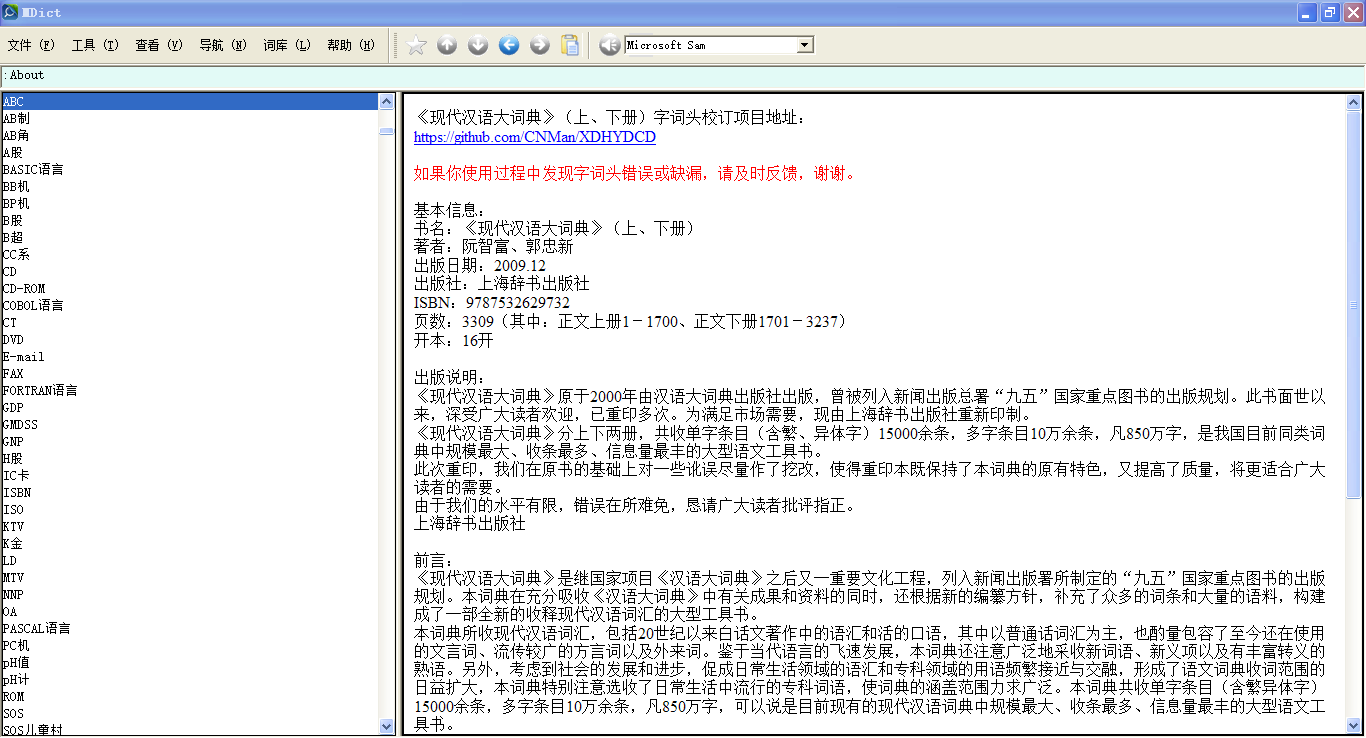 MDict
文件 (F) 工具 (T) 查看 (V) 导航 (N) 词库 (L) 帮助 (H) Microsoft Sam
:About
ABC
AB制
AB角
A股
BASIC语言
BB机
BP机
B股
B超
CC系
CD
CD-ROM
COBOL语言
CT
DVD
E-mail
FAX
FORTRAN语言
GDP
GMDSS
GNP
H股
IC卡
ISBN
ISO
KTV
K金
LD
MTV
NNP
OA
PASCAL语言
PC机
pH值
pH计
ROM
SOS
SOS儿童村
《现代汉语大词典》（上、下册）字词头校订项目地址：
https://github.com/CNMan/XDHYDCD
如果你使用过程中发现字词头错误或缺漏，请及时反馈，谢谢。
基本信息：
书名：《现代汉语大词典》（上、下册）
著者：阮智富、郭忠新
出版日期：2009.12
出版社：上海辞书出版社
ISBN：9787532629732
页数：3309（其中：正文上册1－1700、正文下册1701－3237）
开本：16开
出版说明：
《现代汉语大词典》原于2000年由汉语大词典出版社出版，曾被列入新闻出版总署“九五”国家重点图书的出版规划。此书面世以
来，深受广大读者欢迎，已重印多次。为满足市场需要，现由上海辞书出版社重新印制。
《现代汉语大词典》分上下两册，共收单字条目（含繁、异体字）15000余条，多字条目10万余条，凡850万字，是我国目前同类词
典中规模最大、收条最多、信息量最丰的大型语文工具书。
此次重印，我们在原书的基础上对一些讹误尽量作了挖改，使得重印本既保持了本词典的原有特色，又提高了质量，将更适合广大
读者的需要。
由于我们的水平有限，错误在所难免，恳请广大读者批评指正。
上海辞书出版社
前言：
《现代汉语大词典》是继国家项目《汉语大词典》之后又一重要文化工程，列入新闻出版署所制定的“九五”国家重点图书的出版
规划。本词典在充分吸收《汉语大词典》中有关成果和资料的同时，还根据新的编纂方针，补充了众多的词条和大量的语料，构建
成了一部全新的收释现代汉语词汇的大型工具书。
本词典所收现代汉语词汇，包括20世纪以来白话文著作中的语汇和活的口语，其中以普通话词汇为主，也酌量包容了至今还在使用
的文言词、流传较广的方言词以及外来词。鉴于当代语言的飞速发展，本词典还注意广泛地采收新词语、新义项以及有丰富转义的
熟语。另外，考虑到社会的发展和进步，促成日常生活领域的语汇和专科领域的用语频繁接近与交融，形成了语文词典收词范围的
日益扩大，本词典特别注意选收了日常生活中流行的专科词语，使词典的涵盖范围力求广泛。本词典共收单字条目（含繁异体字）
15000余条，多字条目10万余条，凡850万字，可以说是目前现有的现代汉语词典中规模最大、收条最多、信息量最丰的大型语文工
具书。